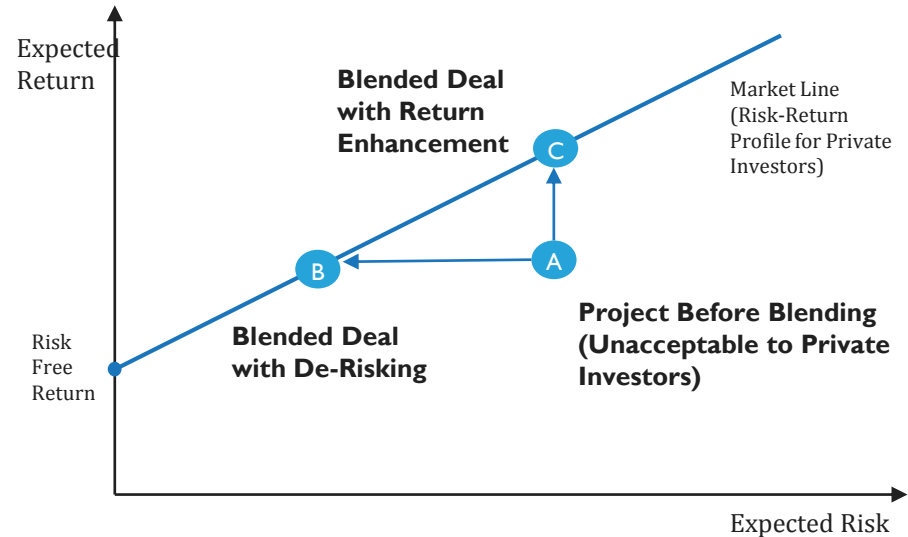 Expected
Return
Blended Deal
with Return
Enhancement
Market Line
(Risk-Return
Profile for Private
Investors)
C
B
A
Project Before Blending
(Unacceptable to Private
Investors)
Blended Deal
with De-Risking
Risk
Free
Return
Expected Risk